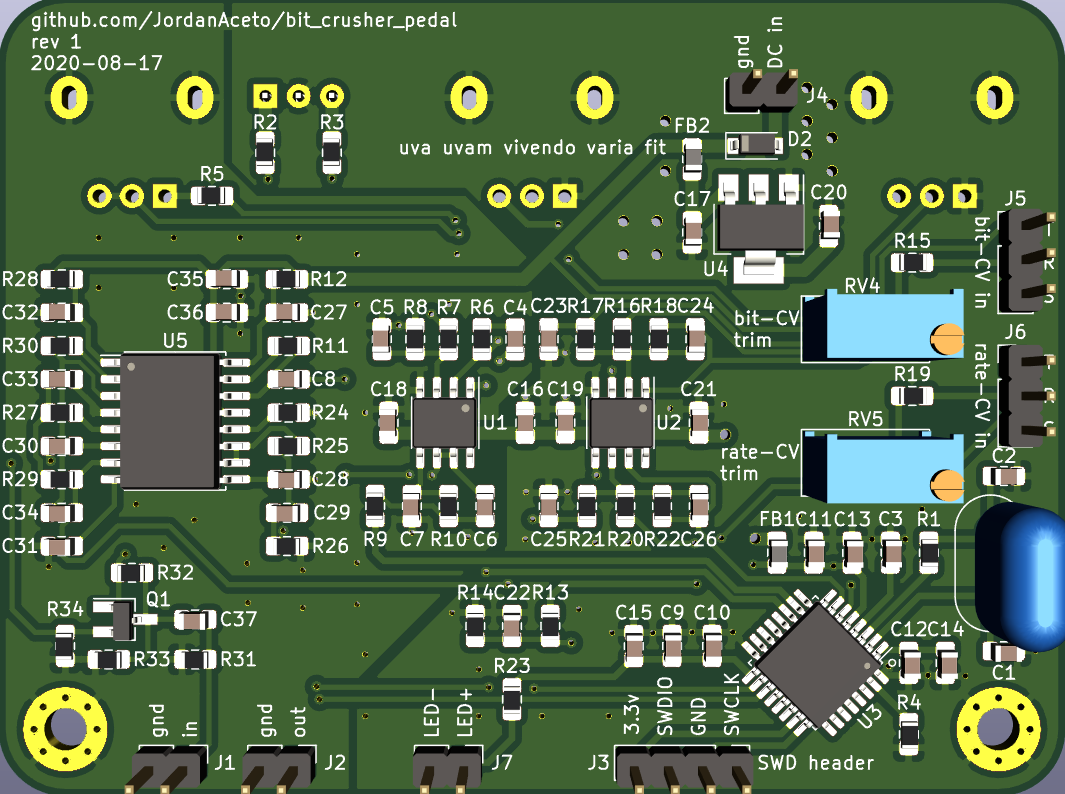 github.com/JordanAceto/bit_crusher_pedal
rev 1
2020-08-17
gnd
DC in
J4
R2
R3
FB2
D2
uva uvam vivendo varia fit
R5
C17
C20
J5
bit-CV in
R15
U4
R28
C35
R12
RV4
C32
C36
C27
C5
R8
R7
R6
C4
C23
R17
R16
R18
C24
bit-CV
trim
J6
rate-CV in
R30
U5
R11
C33
C8
R19
R27
R24
C18
U1
C16
C19
U2
C21
RV5
C30
R25
rate-CV
trim
C2
R29
C28
C34
C29
R9
C7
R10
C6
C25
R21
R20
R22
C26
FB1
C11
C13
C3
R1
C31
R26
R32
R34
Q1
C37
R14
C22
R13
C15
C9
C10
C12
C14
R33
R31
R23
C1
U3
R4
gnd
in
gnd
out
LED-
LED+
3.3v
SWDIO
GND
SWCLK
J1
J2
J7
J3
SWD header